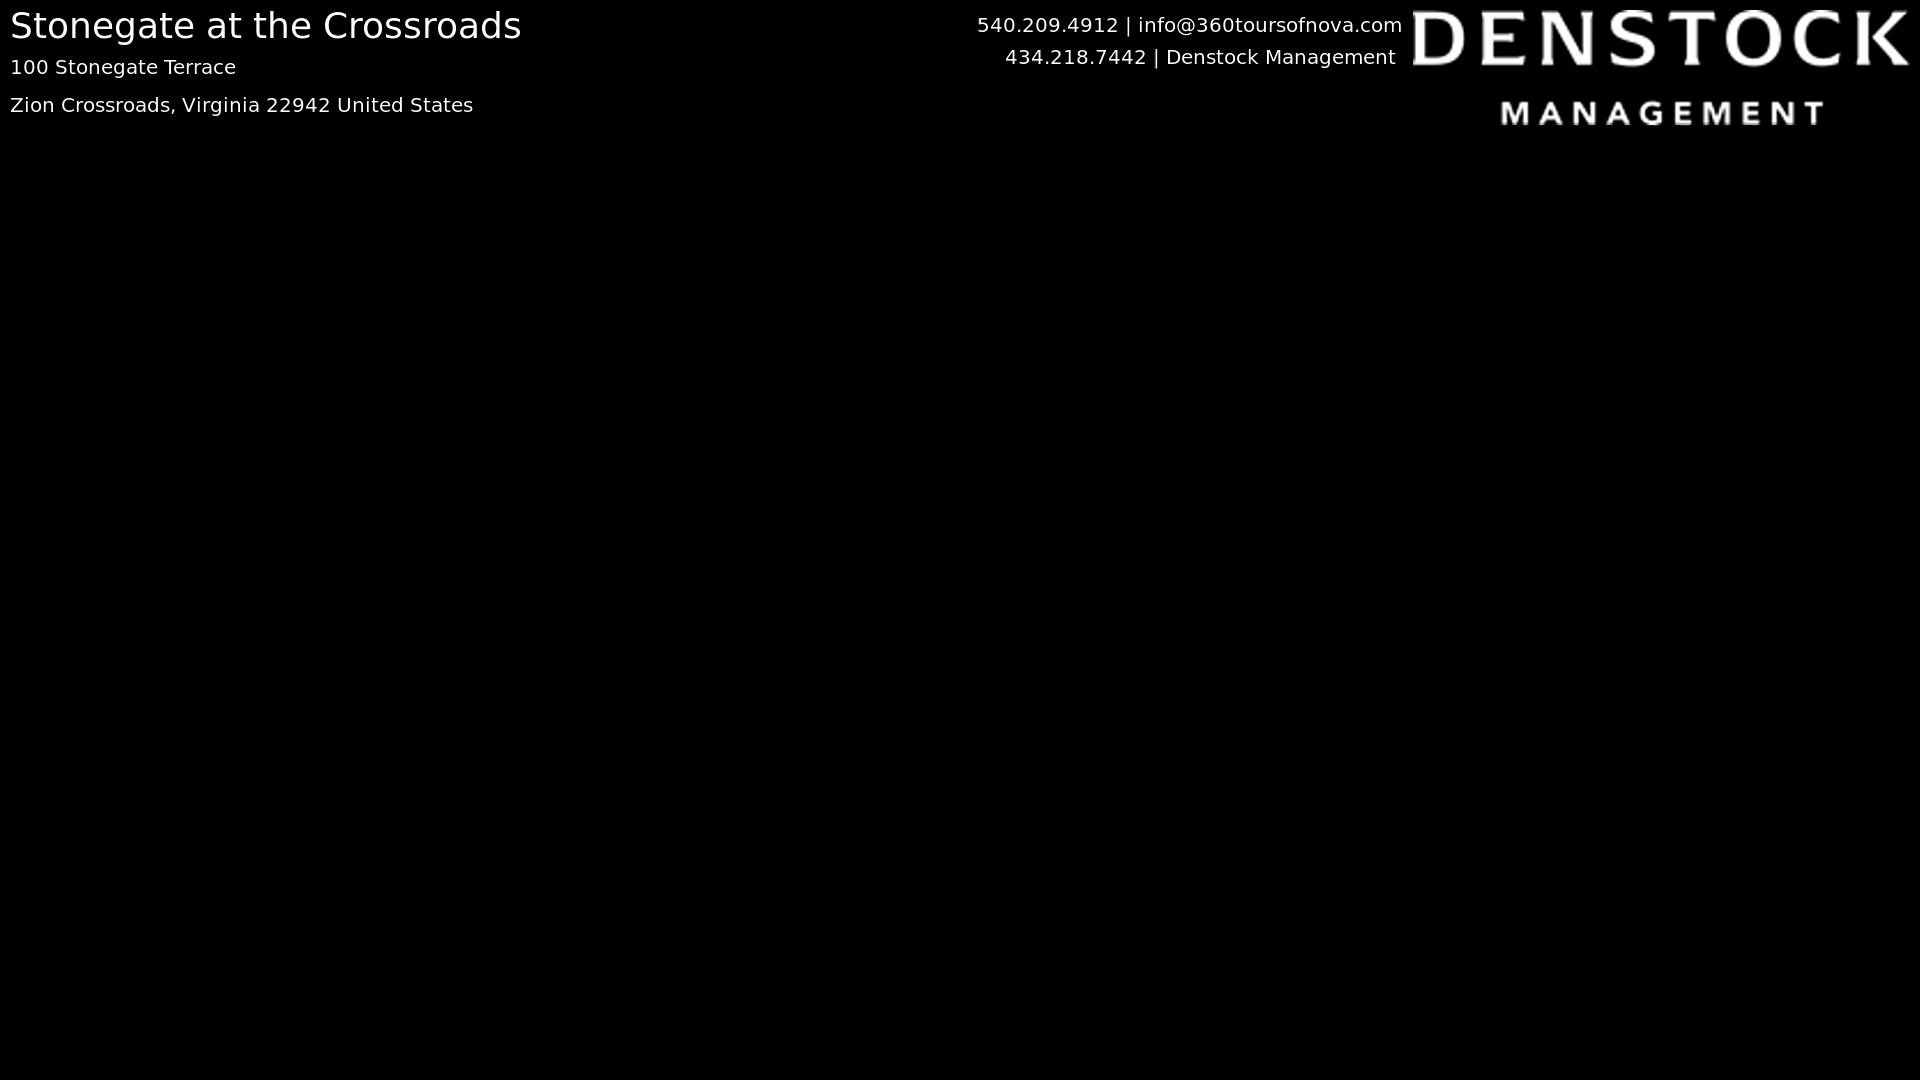 Stonegate at the Crossroads
100 Stonegate Terrace
Zion Crossroads, Virginia 22942 United States
540.209.4912 | info@360toursofnova.com
434.218.7442 | Denstock Management
DENSTOCK
MANAGEMENT